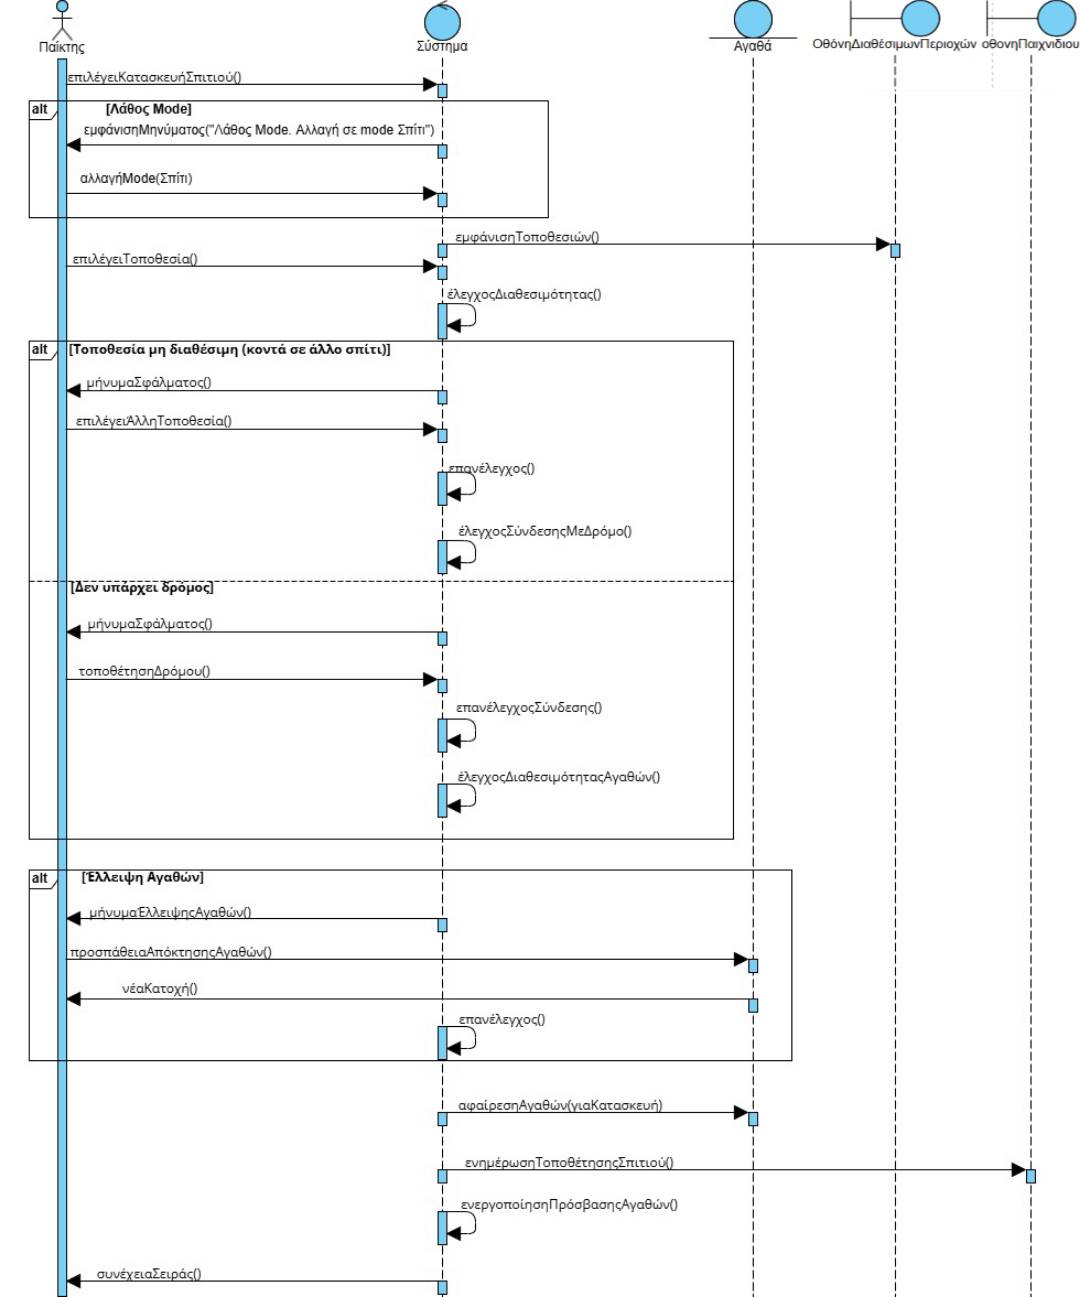 Παίκτης
Σύστημα
Αγαθά
ΟθόνηΔιαθέσιμωνΠεριοχών
οθονηΠαιχνιδιου
επιλέγειΚατασκευήΣπιτιού()
alt
[Λάθος Mode]
εμφάνισηΜηνύματος("Λάθος Mode. Αλλαγή σε mode Σπίτι")
αλλαγήMode(Σπίτι)
εμφάνισηΤοποθεσιών()
επιλέγειΤοποθεσία()
έλεγχοςΔιαθεσιμότητας()
alt
[Τοποθεσία μη διαθέσιμη (κοντά σε άλλο σπίτι)]
μήνυμαΣφάλματος()
επιλέγειΆλληΤοποθεσία()
επανέλεγχος()
έλεγχοςΣύνδεσηςΜεΔρόμο()
[Δεν υπάρχει δρόμος]
μήνυμαΣφάλματος()
τοποθέτησηΔρόμου()
επανέλεγχοςΣύνδεσης()
έλεγχοςΔιαθεσιμότηταςΑγαθών()
alt
[Έλλειψη Αγαθών]
μήνυμαΈλλειψηςΑγαθών()
προσπάθειαΑπόκτησηςΑγαθών()
νέαΚατοχή()
επανέλεγχος()
αφαίρεσηΑγαθών(γιαΚατασκευή)
ενημέρωσηΤοποθέτησηςΣπιτιού()
ενεργοποίησηΠρόσβασηςΑγαθών()
συνέχειαΣειράς()